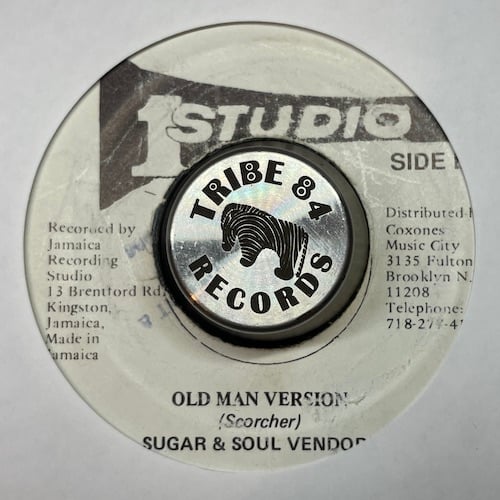 1
STUDIO
SIDE
TRIBE 84
RECORDS
Recorded by
Jamaica
Recording
Studio
13 Brentford Rd
Kingston,
Jamaica,
Made in
Jamaica
Distributed
Coxones
Music City
3135 Fulton
Brooklyn N.
11208
Telephone:
OLD MAN VERSION
(Scorcher)
SUGAR & SOUL VENDOR